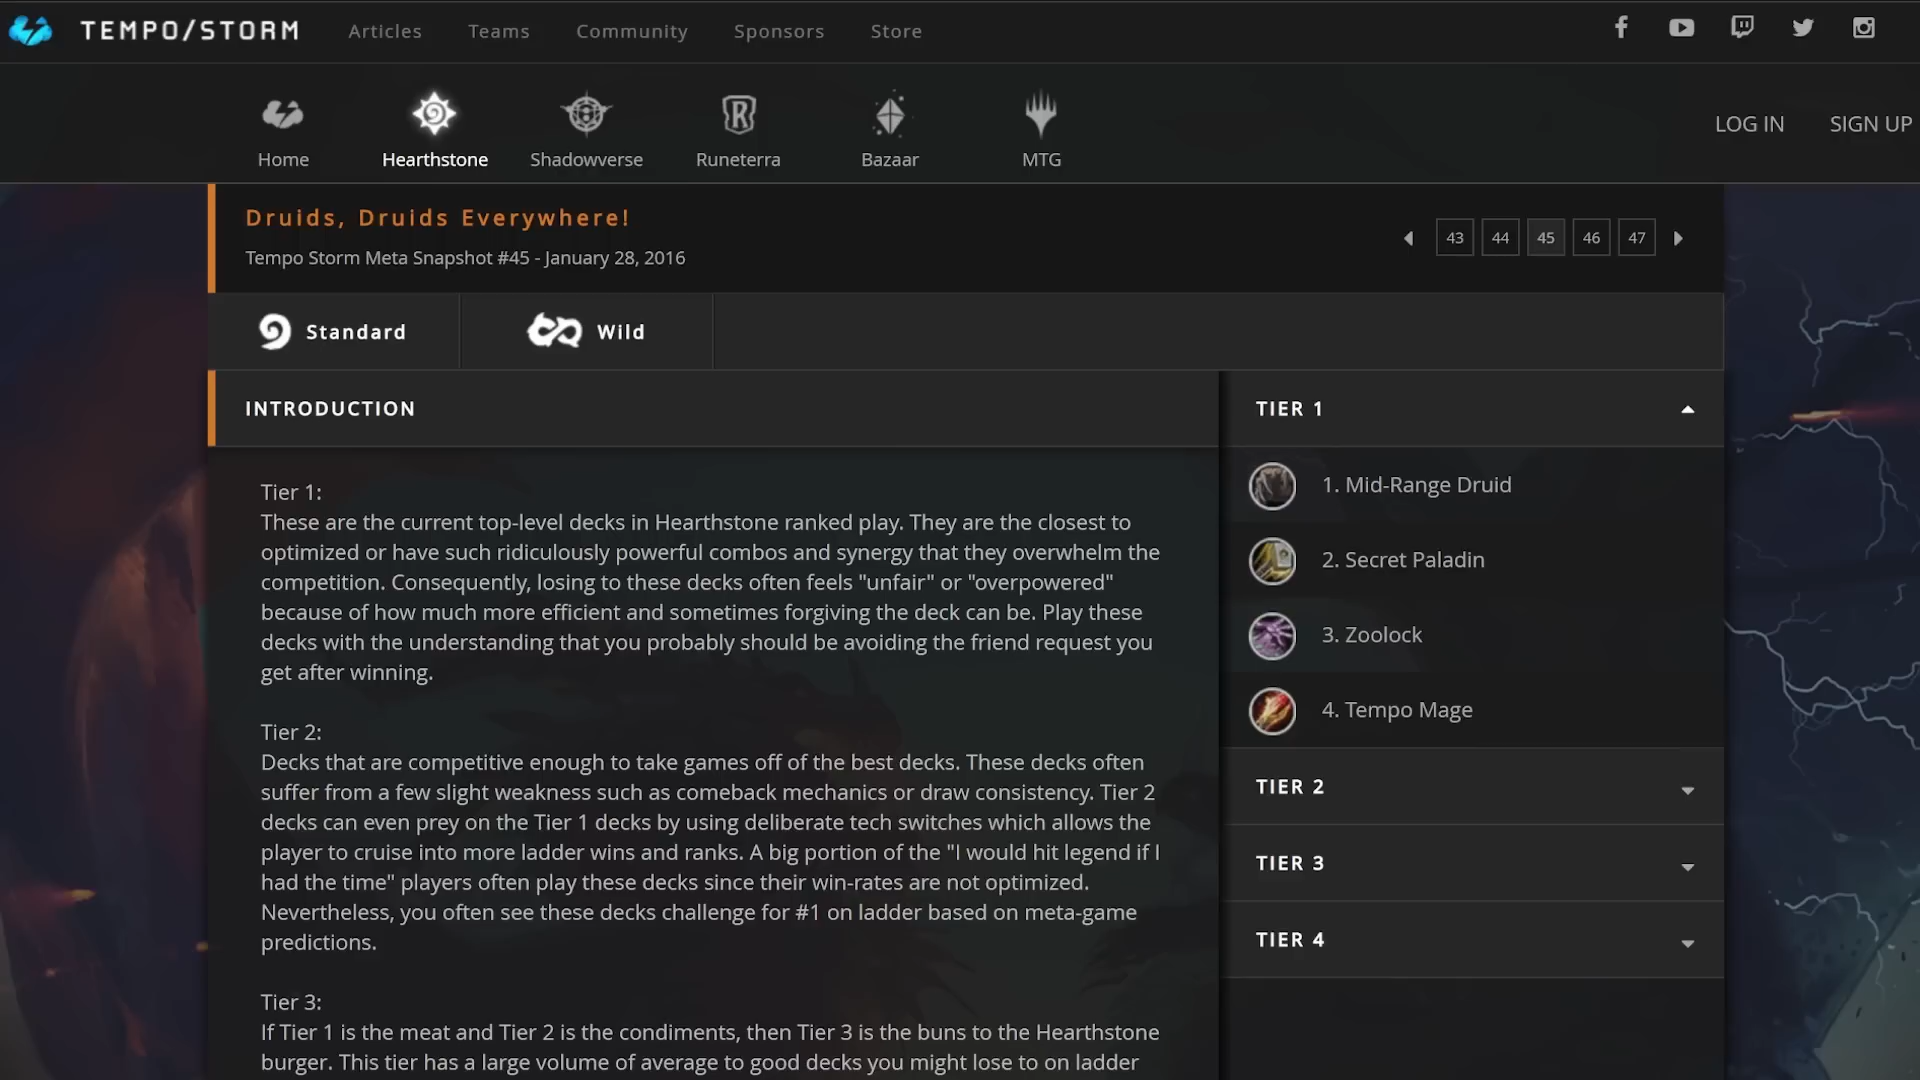 TEMPO/STORM Articles Teams Community Sponsors Store
Home Hearthstone Shadowverse Runeterra Bazaar MTG
LOG IN SIGN UP
Druids, Druids Everywhere!
Tempo Storm Meta Snapshot #45 - January 28, 2016
43 44 45 46 47
Standard Wild
INTRODUCTION
Tier 1:
These are the current top-level decks in Hearthstone ranked play. They are the closest to
optimized or have such ridiculously powerful combos and synergy that they overwhelm the
competition. Consequently, losing to these decks often feels "unfair" or "overpowered"
because of how much more efficient and sometimes forgiving the deck can be. Play these
decks with the understanding that you probably should be avoiding the friend request you
get after winning.
Tier 2:
Decks that are competitive enough to take games off of the best decks. These decks often
suffer from a few slight weakness such as comeback mechanics or draw consistency. Tier 2
decks can even prey on the Tier 1 decks by using deliberate tech switches which allows the
player to cruise into more ladder wins and ranks. A big portion of the "I would hit legend if I
had the time" players often play these decks since their win-rates are not optimized.
Nevertheless, you often see these decks challenge for #1 on ladder based on meta-game
predictions.
Tier 3:
If Tier 1 is the meat and Tier 2 is the condiments, then Tier 3 is the buns to the Hearthstone
burger. This tier has a large volume of average to good decks you might lose to on ladder
TIER 1
1. Mid-Range Druid
2. Secret Paladin
3. Zoolock
4. Tempo Mage
TIER 2
TIER 3
TIER 4